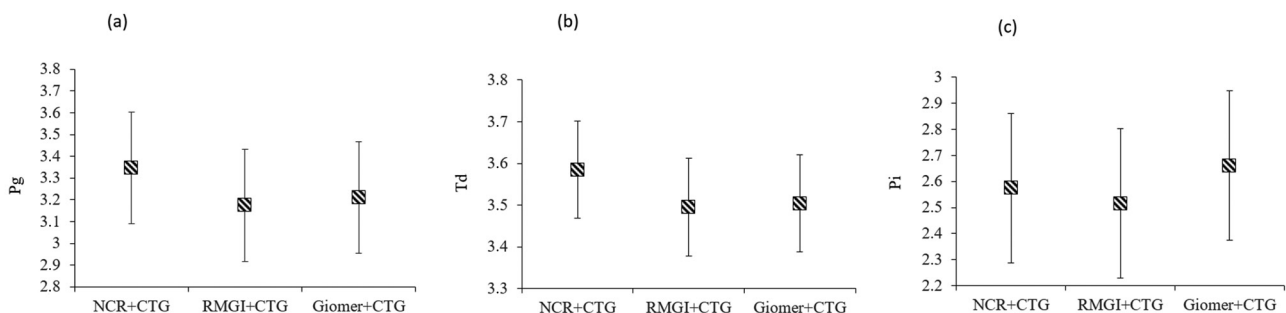 (a)
3.8
3.7
3.6
3.5
3.4
3.3
3.2
3.1
3
2.9
2.8
Pg
NCR+CTG RMGI+CTG Giomer+CTG
(b)
3.8
3.7
3.6
3.5
3.4
3.3
Td
NCR+CTG RMGI+CTG Giomer+CTG
(c)
3
2.9
2.8
2.7
2.6
2.5
2.4
2.3
2.2
Pi
NCR+CTG RMGI+CTG Giomer+CTG